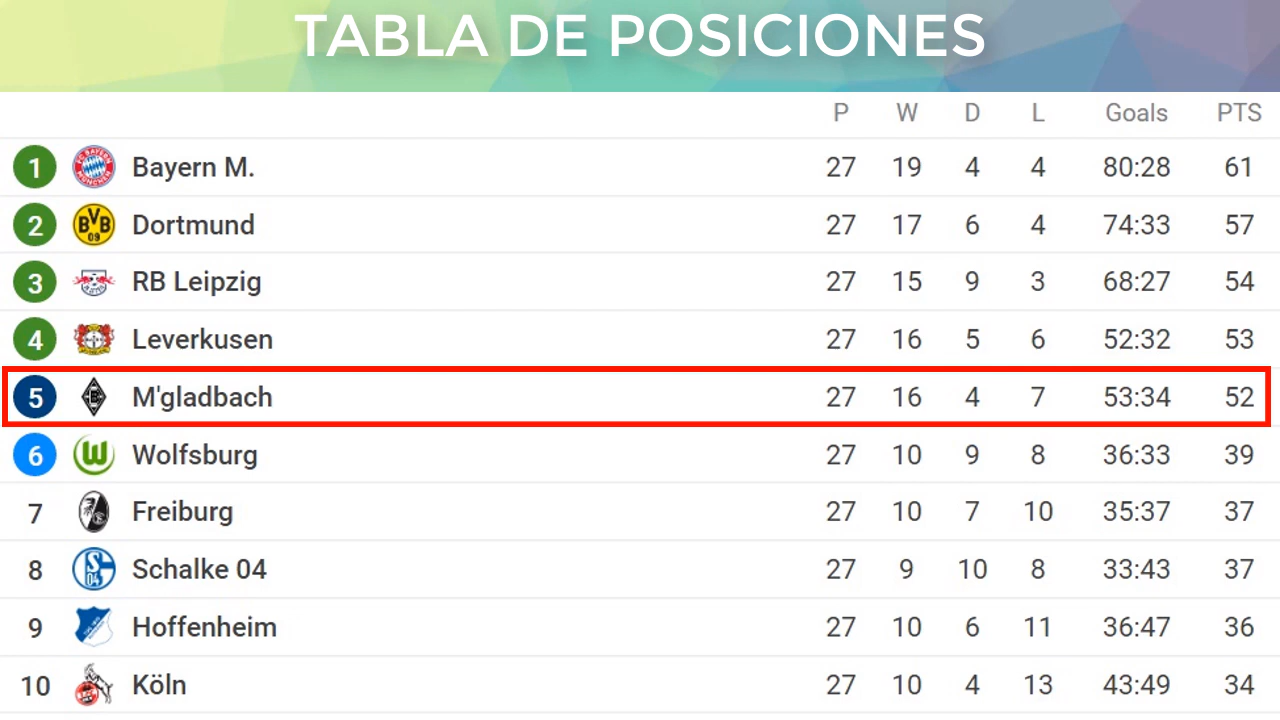 TABLA DE POSICIONES
P W D L Goals PTS
1 Bayern M. 27 19 4 4 80:28 61
2 BVB 09 Dortmund 27 17 6 4 74:33 57
3 RB Leipzig 27 15 9 3 68:27 54
4 Leverkusen 27 16 5 6 52:32 53
5 M'gladbach 27 16 4 7 53:34 52
6 W Wolfsburg 27 10 9 8 36:33 39
7 Freiburg 27 10 7 10 35:37 37
8 S 04 Schalke 04 27 9 10 8 33:43 37
9 Hoffenheim 27 10 6 11 36:47 36
10 Köln 27 10 4 13 43:49 34